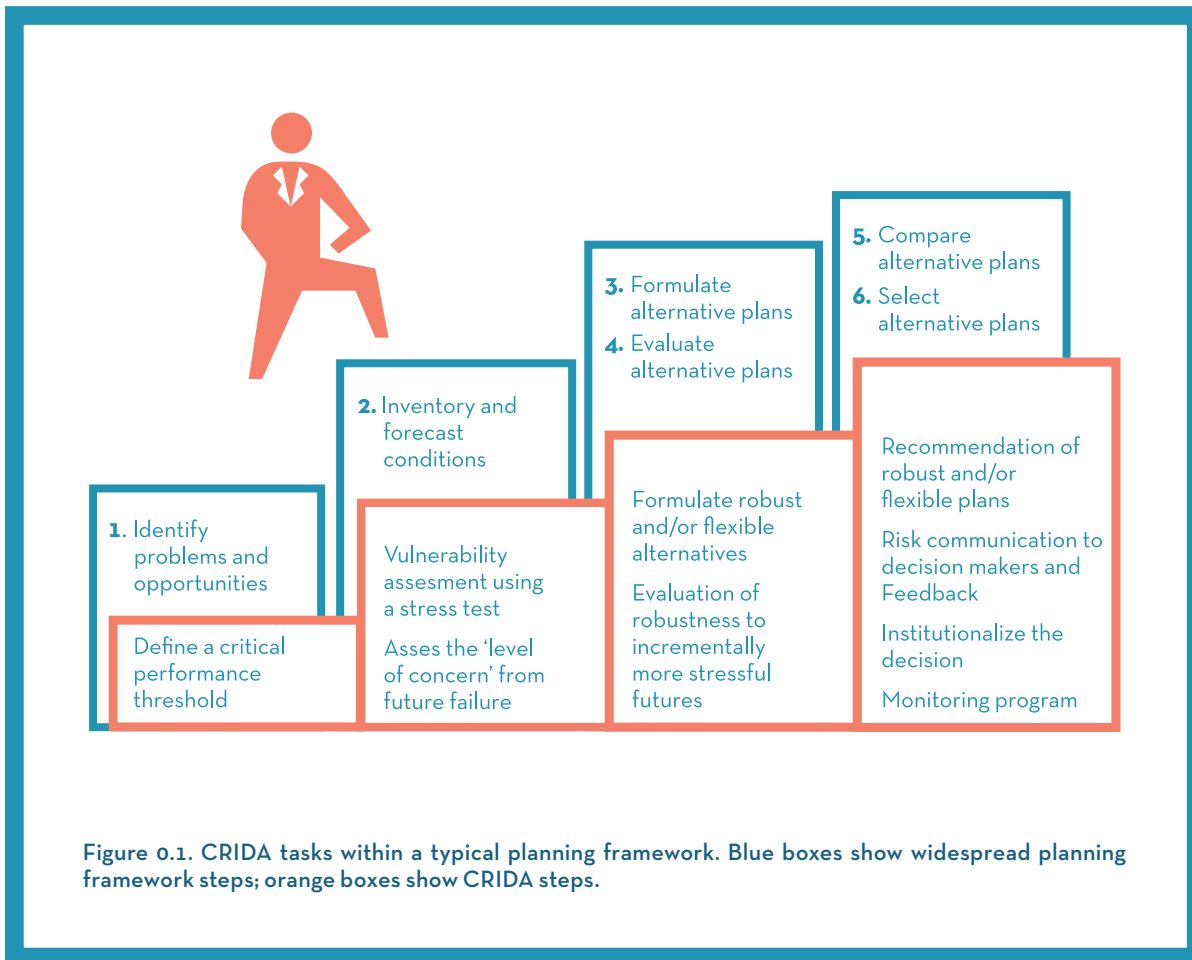 1. Identify
problems and
opportunities
Define a critical
performance
threshold
2. Inventory and
forecast
conditions
Vulnerability
assesment using
a stress test
Asses the ‘level
of concern’ from
future failure
3. Formulate
alternative plans
4. Evaluate
alternative plans
Formulate robust
and/or flexible
alternatives
Evaluation of
robustness to
incrementally
more stressful
futures
5. Compare
alternative plans
6. Select
alternative plans
Recommendation of
robust and/or
flexible plans
Risk communication to
decision makers and
Feedback
Institutionalize the
decision
Monitoring program
Figure 0.1. CRIDA tasks within a typical planning framework. Blue boxes show widespread planning
framework steps; orange boxes show CRIDA steps.